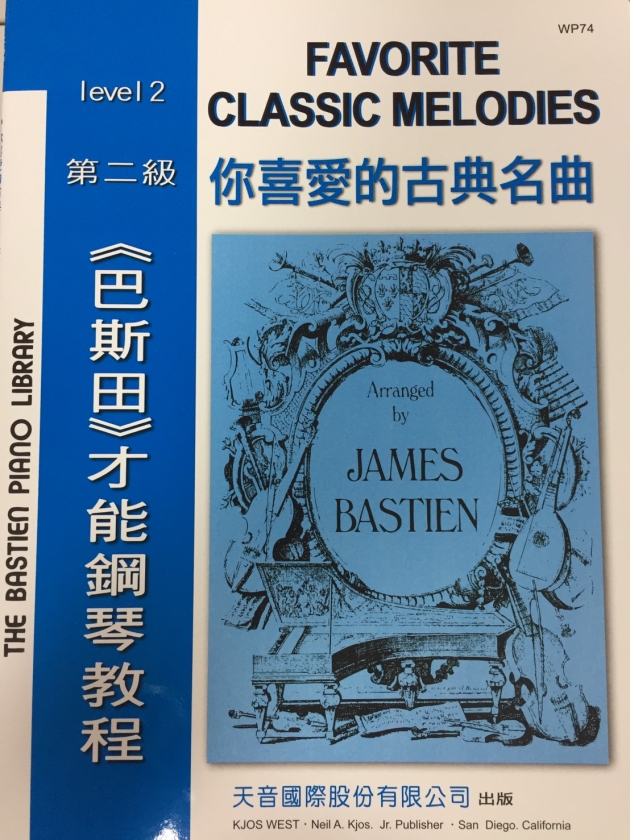 WP74
FAVORITE
CLASSIC MELODIES
level 2
第二級
你喜愛的古典名曲
《巴斯田》才能鋼琴教程
THE BASTIEN PIANO LIBRARY
Arranged
by
JAMES
BASTIEN
天音國際股份有限公司 出版
KJOS WEST · Neil A. Kjos. Jr. Publisher · San Diego. California